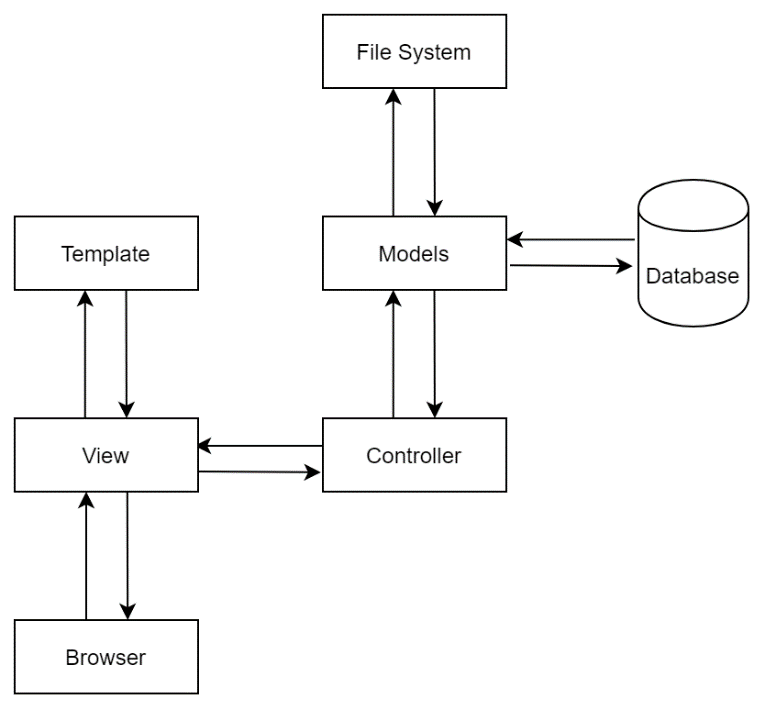 File System
Template
Models
Database
View
Controller
Browser